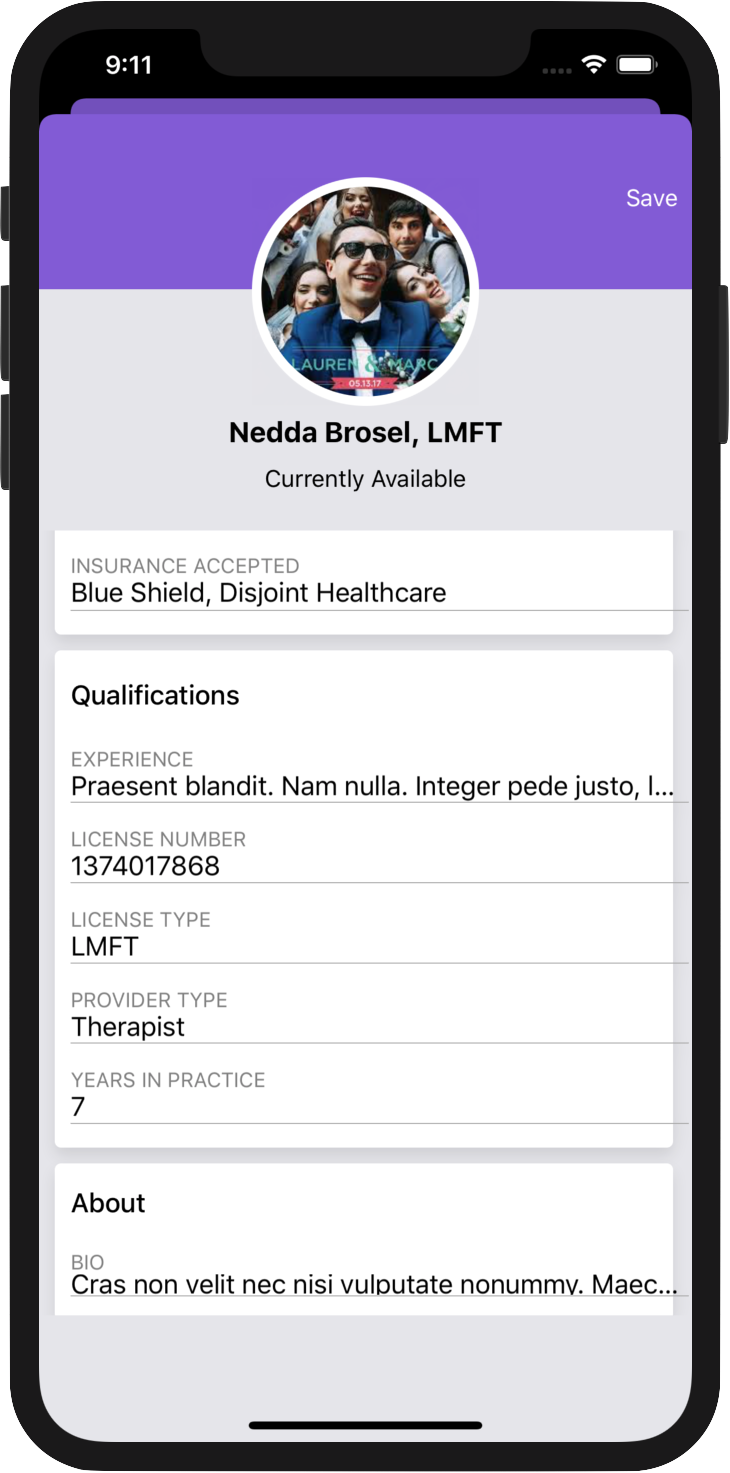 9:11
Save
LAUREN & MARC
05.13.17
Nedda Brosel, LMFT
Currently Available
INSURANCE ACCEPTED
Blue Shield, Disjoint Healthcare
Qualifications
EXPERIENCE
Praesent blandit. Nam nulla. Integer pede justo, l...
LICENSE NUMBER
1374017868
LICENSE TYPE
LMFT
PROVIDER TYPE
Therapist
YEARS IN PRACTICE
7
About
BIO
Cras non velit nec nisi vulputate nonummy. Maec...